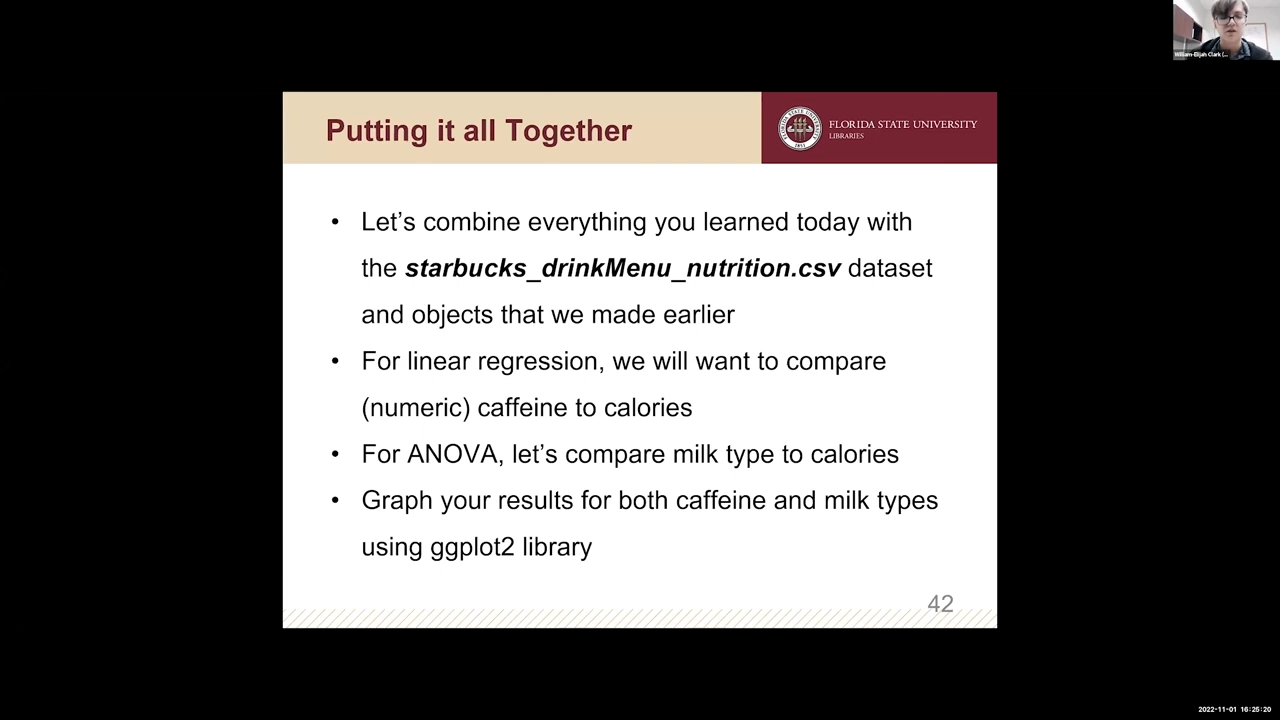 William-Elijah Clark (...
Putting it all Together
FLORIDA STATE UNIVERSITY
LIBRARIES
• Let’s combine everything you learned today with
the starbucks_drinkMenu_nutrition.csv dataset
and objects that we made earlier
• For linear regression, we will want to compare
(numeric) caffeine to calories
• For ANOVA, let’s compare milk type to calories
• Graph your results for both caffeine and milk types
using ggplot2 library
42
2022-11-01 16:25:20